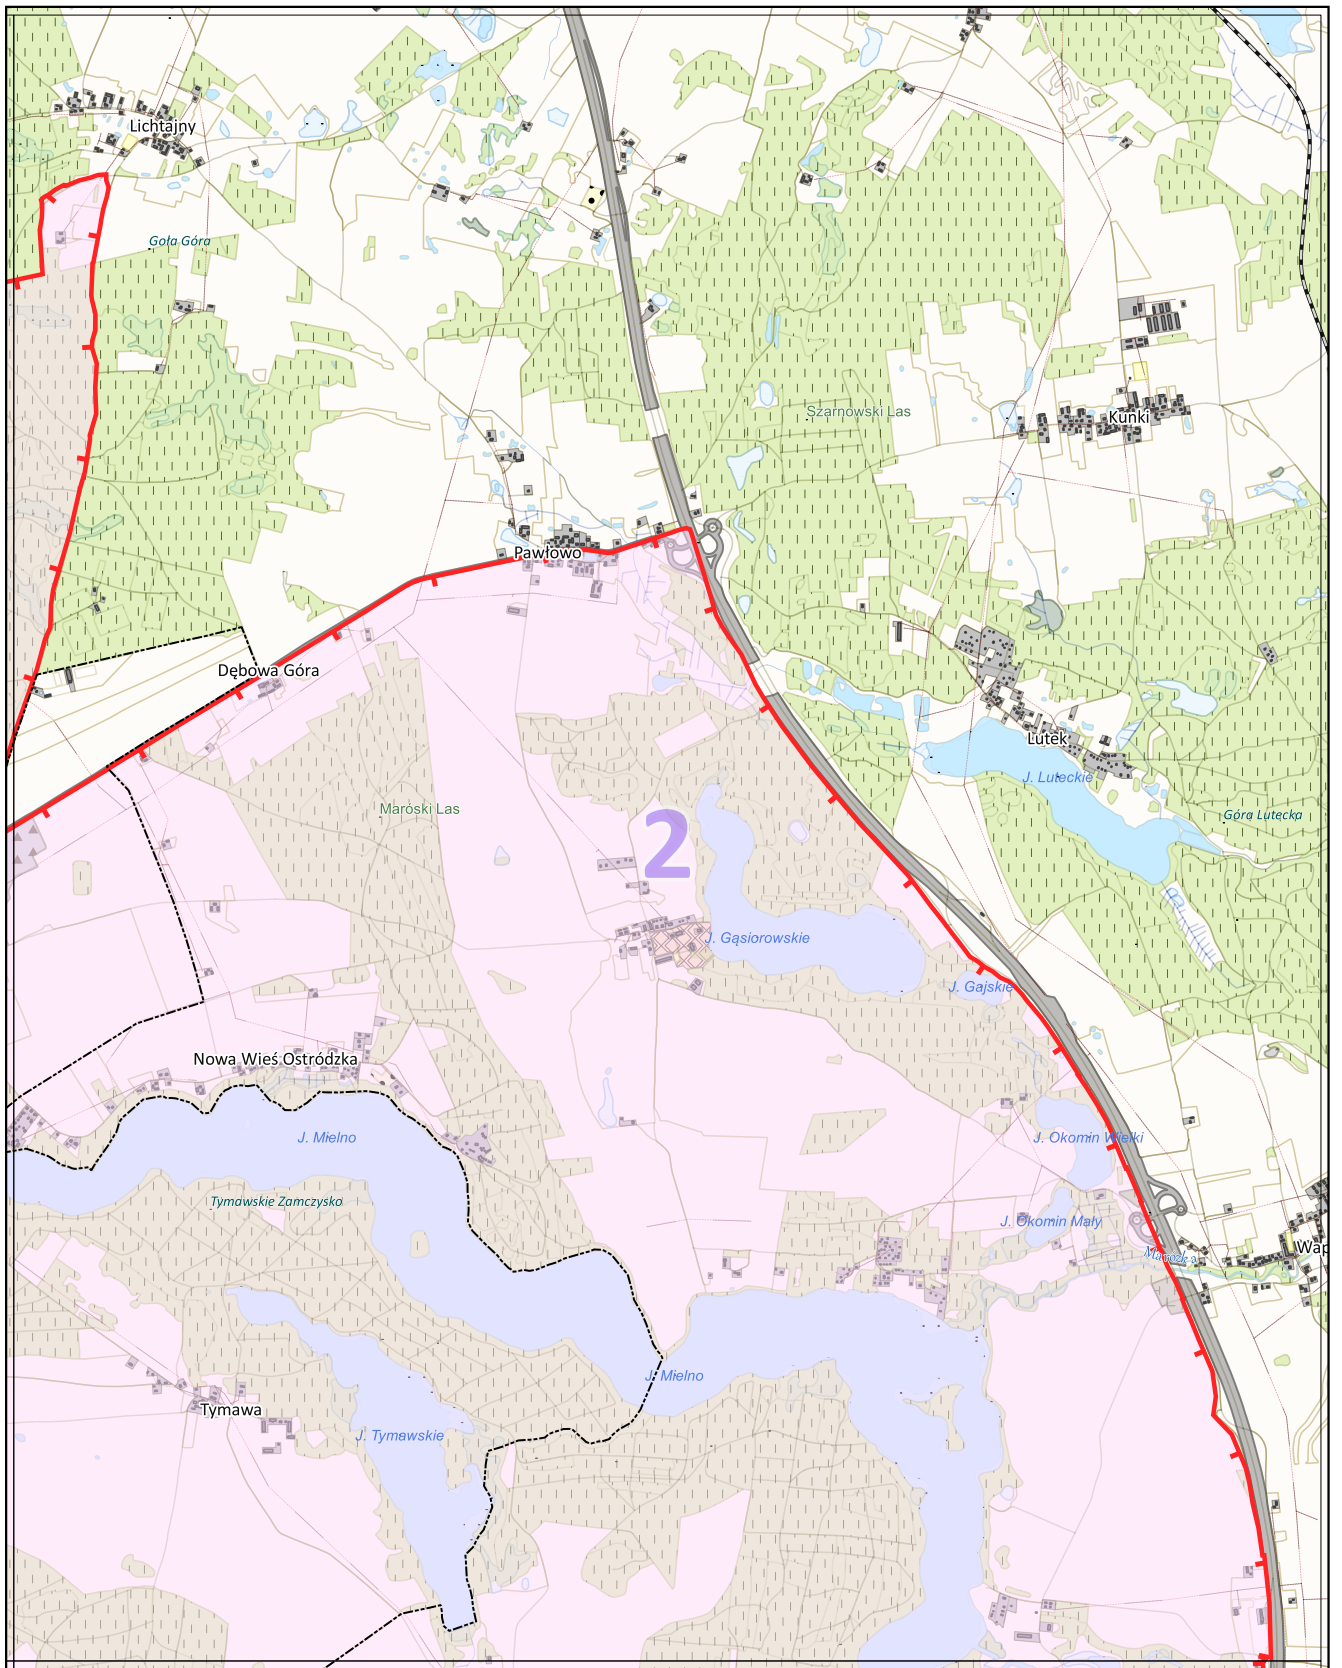 Lichtajny
Goła Góra
Szarnowski Las
Kunki
Pawłowo
Dębowa Góra
Lutek
J. Luteckie
Maróski Las
Góra Lutecka
2
J. Gąsiorowskie
J. Gajskie
Nowa Wieś Ostródzka
J. Mielno
J. Okomin Wielki
Tymawskie Zamczysko
J. Okomin Mały
Marózka
Wap
J. Mielno
Tymawa
J. Tymawskie